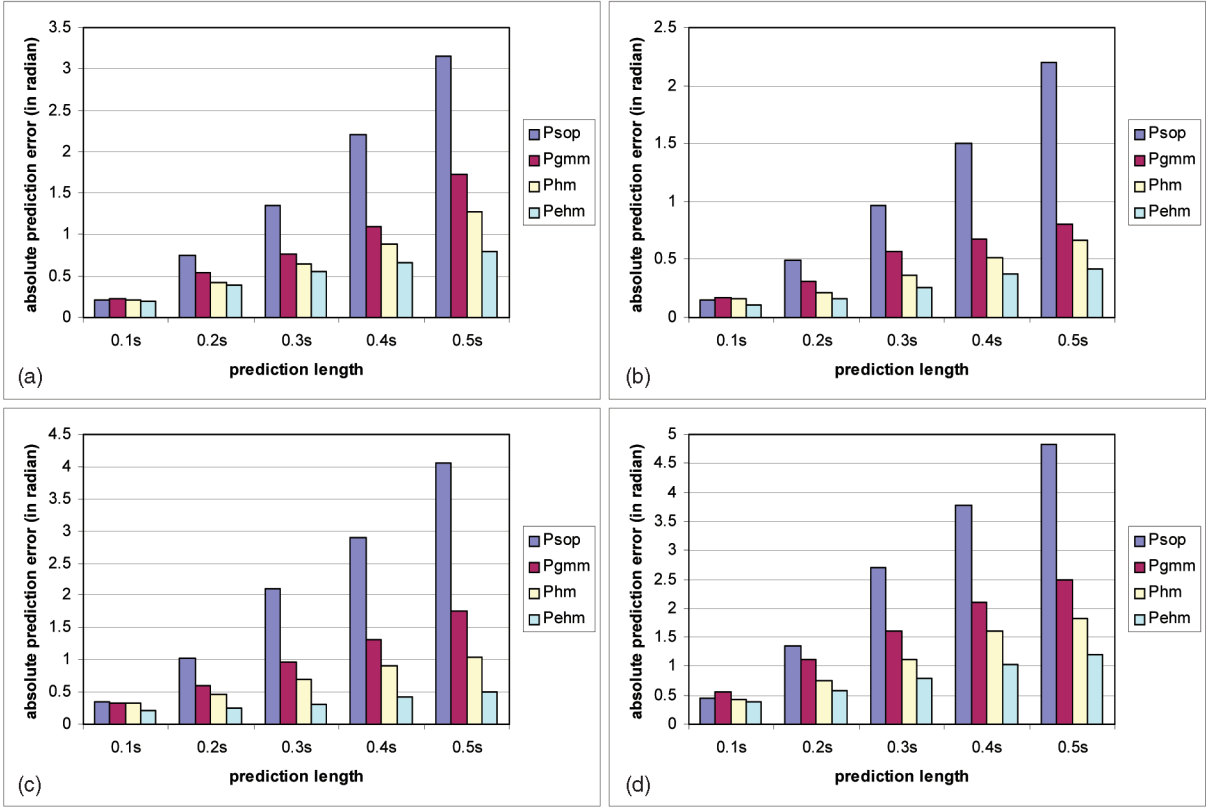 absolute prediction error (in radian)
3.5
3
2.5
2
1.5
1
0.5
0
0.1s 0.2s 0.3s 0.4s 0.5s
prediction length
Psop
Pgmm
Phm
Pehm
(a)
absolute prediction error (in radian)
2.5
2
1.5
1
0.5
0
0.1s 0.2s 0.3s 0.4s 0.5s
prediction length
Psop
Pgmm
Phm
Pehm
(b)
absolute prediction error (in radian)
4.5
4
3.5
3
2.5
2
1.5
1
0.5
0
0.1s 0.2s 0.3s 0.4s 0.5s
prediction length
Psop
Pgmm
Phm
Pehm
(c)
absolute prediction error (in radian)
5
4.5
4
3.5
3
2.5
2
1.5
1
0.5
0
0.1s 0.2s 0.3s 0.4s 0.5s
prediction length
Psop
Pgmm
Phm
Pehm
(d)